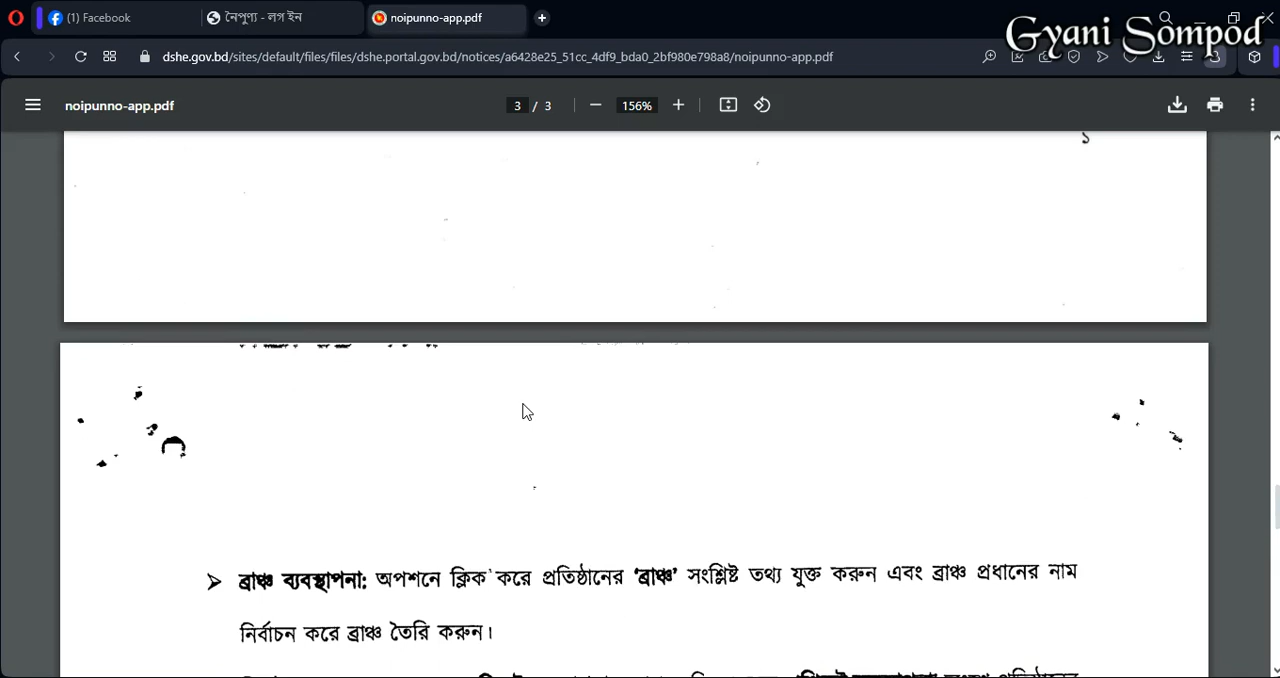 (1) Facebook
নৈপুণ্য - লগ ইন
noipunno-app.pdf
Gyani Sompod
dshe.gov.bd/sites/default/files/files/dshe.portal.gov.bd/notices/a6428e25_51cc_4df9_bda0_2bf980e798a8/noipunno-app.pdf
noipunno-app.pdf
3 / 3
156%
১
➢ ব্রাঞ্চ ব্যবস্থাপনা: অপশনে ক্লিক করে প্রতিষ্ঠানের ‘ব্রাঞ্চ’ সংশ্লিষ্ট তথ্য যুক্ত করুন এবং ব্রাঞ্চ প্রধানের নাম
নির্বাচন করে ব্রাঞ্চ তৈরি করুন।